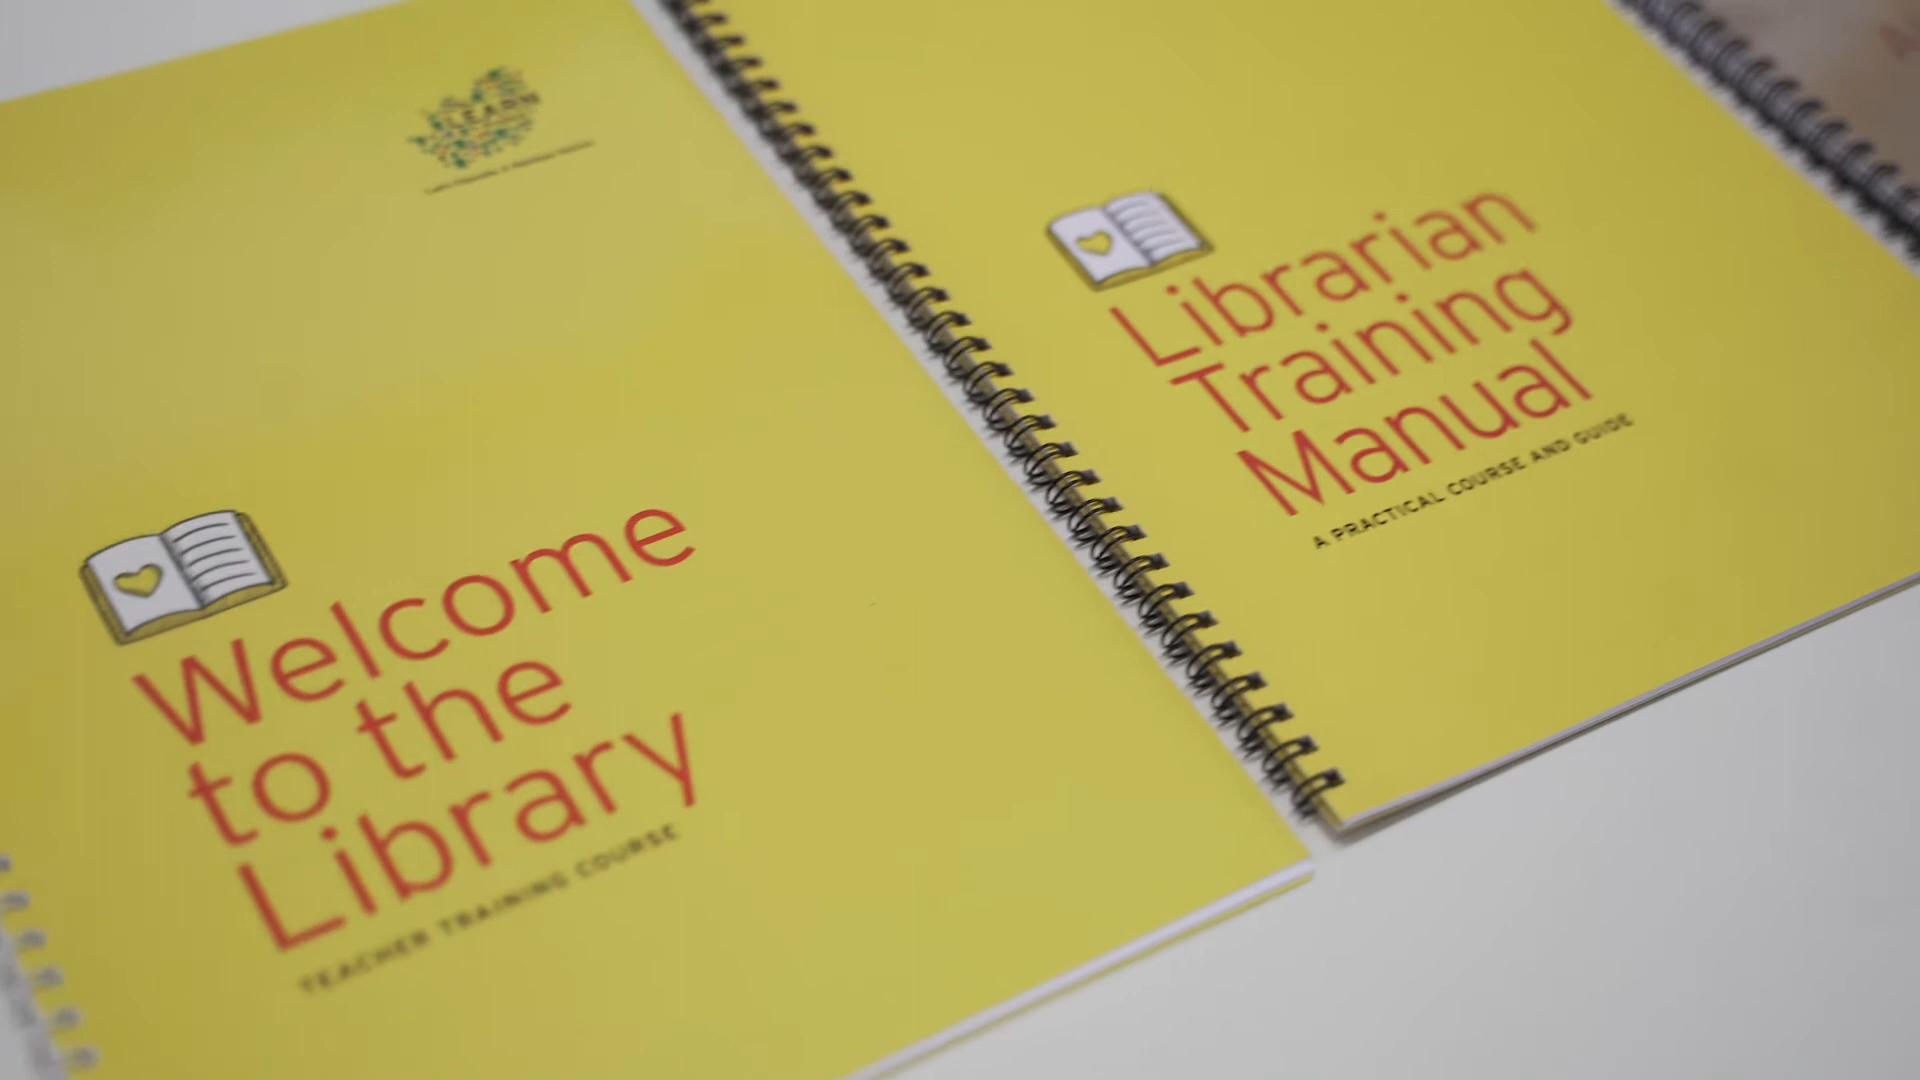 LEARN
Welcome
to the
Library
TEACHER TRAINING COURSE
Librarian
Training
Manual
A PRACTICAL COURSE AND GUIDE